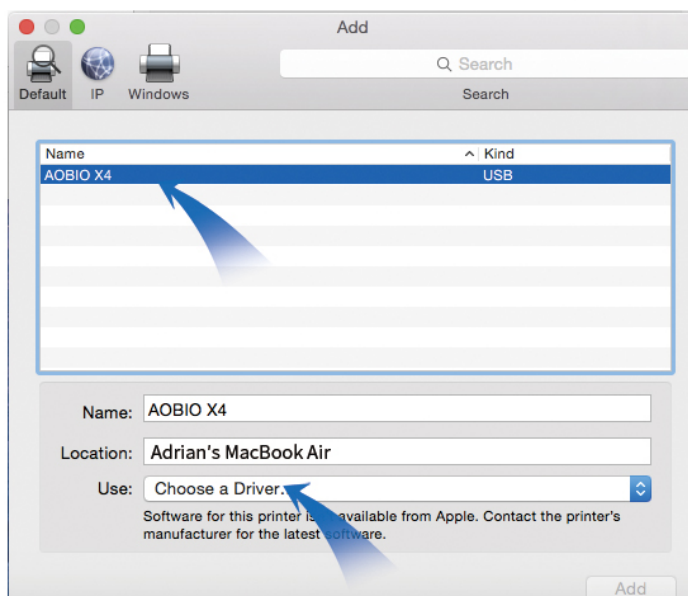 Add
Search
Default IP Windows Search
Name Kind
AOBIO X4 USB
Name: AOBIO X4
Location: Adrian's MacBook Air
Use: Choose a Driver..
Software for this printer is available from Apple. Contact the printer's
manufacturer for the latest software.
Add